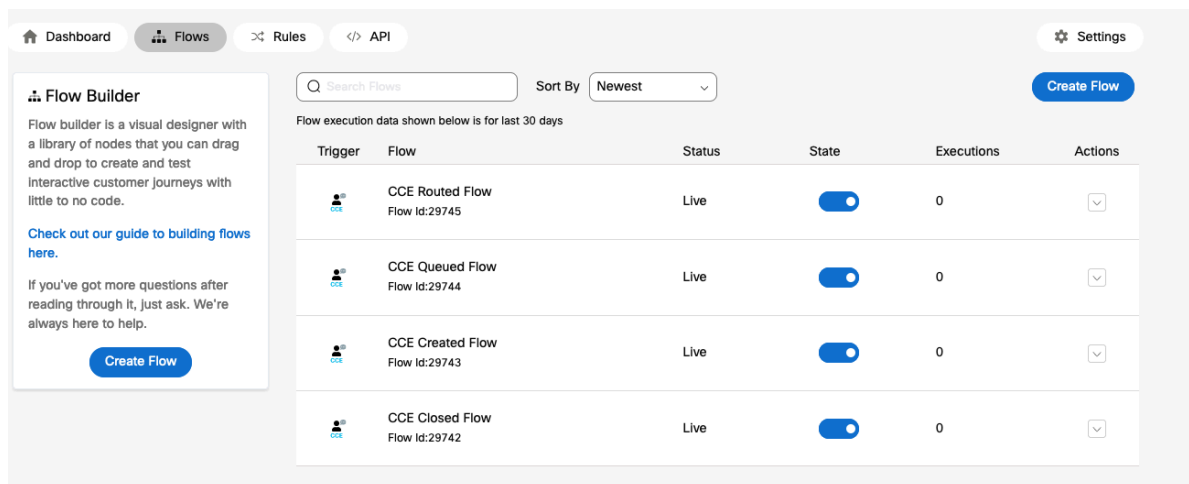 Dashboard Flows Rules </> API Settings
Flow Builder
Flow builder is a visual designer with
a library of nodes that you can drag
and drop to create and test
interactive customer journeys with
little to no code.
Check out our guide to building flows
here.
If you've got more questions after
reading through it, just ask. We're
always here to help.
Create Flow
Search Flows Sort By Newest Create Flow
Flow execution data shown below is for last 30 days
Trigger Flow Status State Executions Actions
CCE Routed Flow
CCE Flow Id:29745 Live 0
CCE Queued Flow
CCE Flow Id:29744 Live 0
CCE Created Flow
CCE Flow Id:29743 Live 0
CCE Closed Flow
CCE Flow Id:29742 Live 0